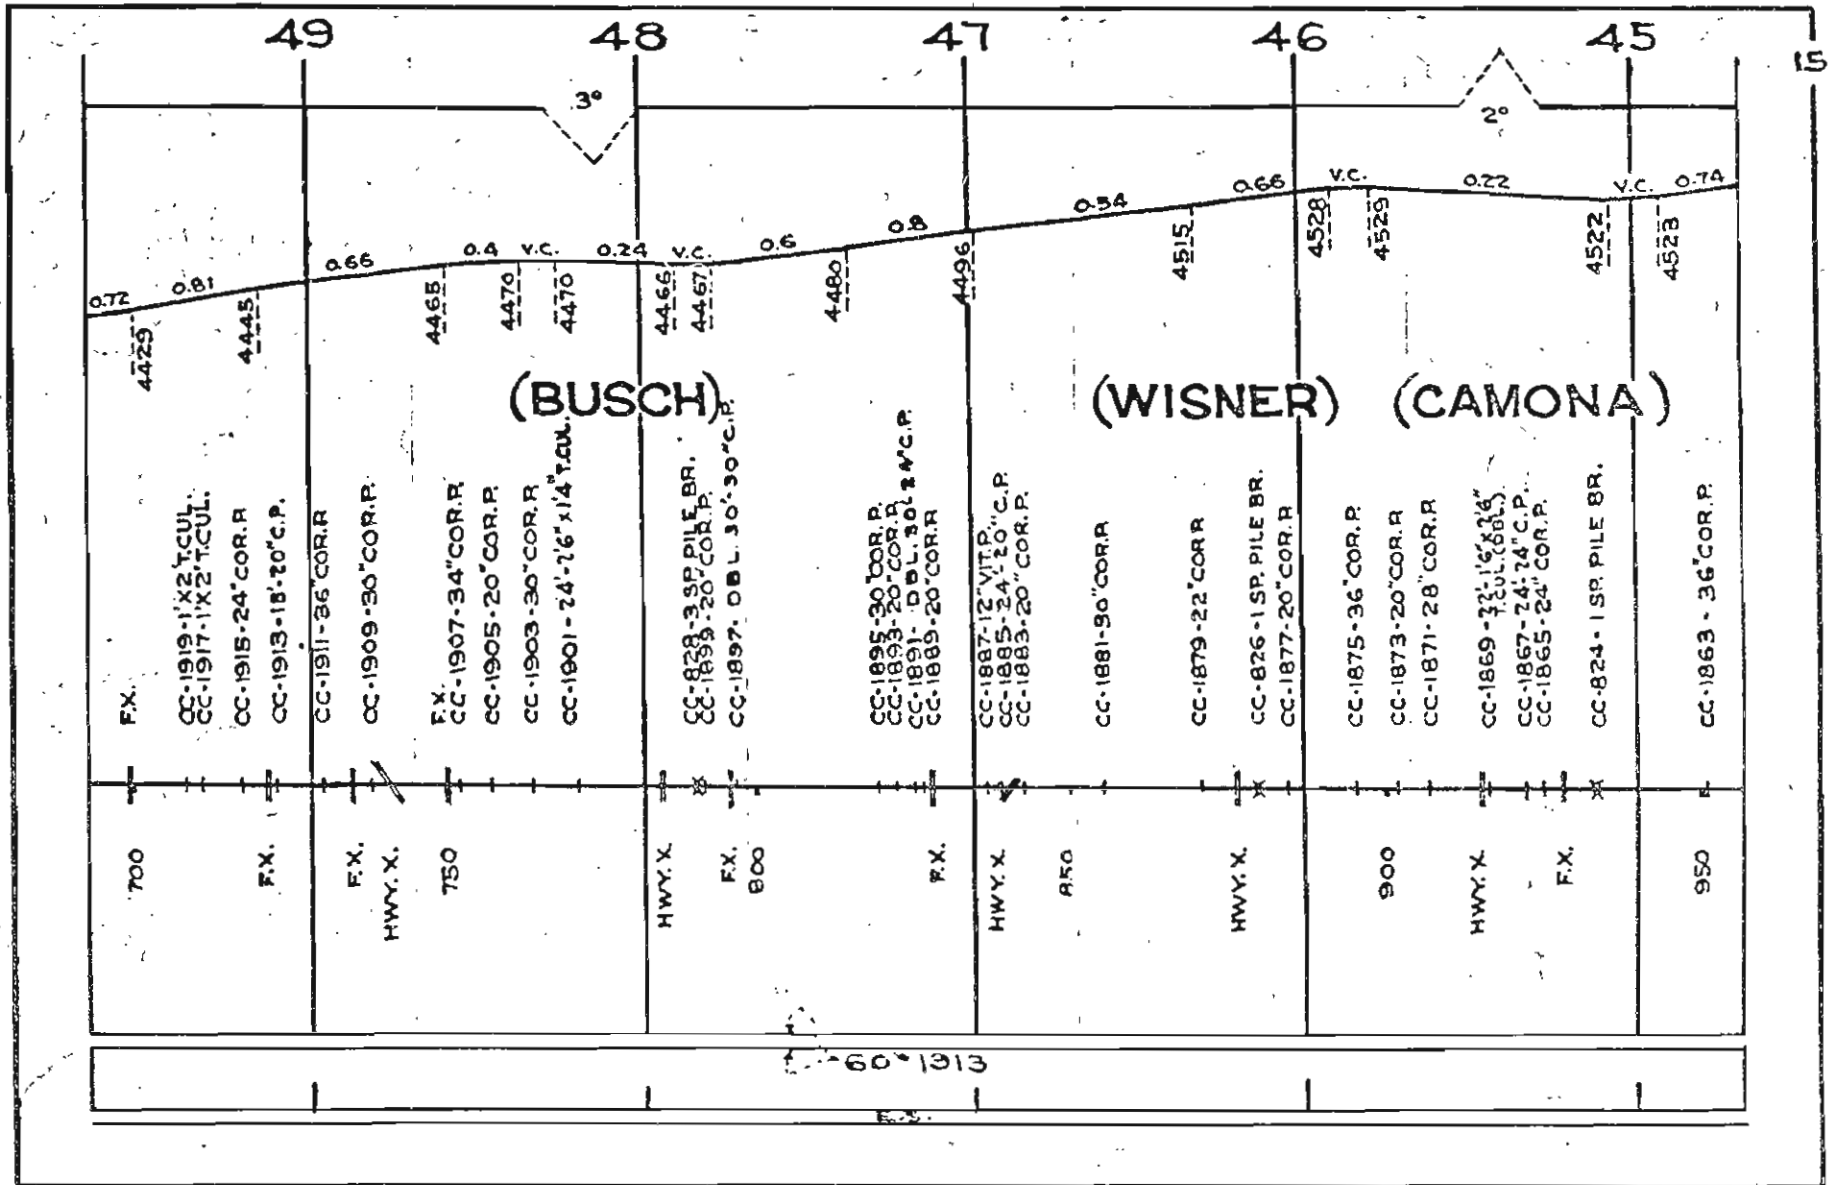 49 48 47 46 45
15
3° 2°
0.72 0.81 0.66 0.4 V.C. 0.24 V.C. 0.6 0.8 0.54 0.66 V.C. 0.22 V.C. 0.74
4429 4445 4465 4470 4470 4466 4467 4480 4496 4515 4528 4529 4522 4523
(BUSCH) (WISNER) (CAMONA)
F.X.
CC-1919-1'X2' T.CUL.
CC-1917-1'X2' T.CUL.
CC-1915-24" COR.P.
CC-1913-18'-20" C.P.
CC-1911-36" COR.P.
CC-1909-30" COR.P.
F.X.
CC-1907-34" COR.P.
CC-1905-20" COR.P.
CC-1903-30" COR.P.
CC-1901-24'-2'6" x 1'4" T.CUL.
CC-828-3 SP. PILE BR.
CC-1899-20" COR.P.
CC-1897-DBL. 30'-30" C.P.
CC-1895-30" COR.P.
CC-1893-20" COR.P.
CC-1891-DBL. 30' C.P.
CC-1889-20" COR.P.
CC-1887-12" VIT.P.
CC-1885-24'-20" C.P.
CC-1883-20" COR.P.
CC-1881-30" COR.P.
CC-1879-22" COR.P.
CC-826-1 SP. PILE BR.
CC-1877-20" COR.P.
CC-1875-36" COR.P.
CC-1873-20" COR.P.
CC-1871-28" COR.P.
CC-1869-22'-1'6" X 2'6"
T.CUL. (DBL).
CC-1867-24'-24" C.P.
CC-1865-24" COR.P.
CC-824-1 SP. PILE BR.
CC-1863-36" COR.P.
700 F.X. F.X. HWY. X. 750 HWY. X F.X. 800 F.X. HWY. X 850 HWY. X. 900 HWY. X F.X. 950
60# 1913